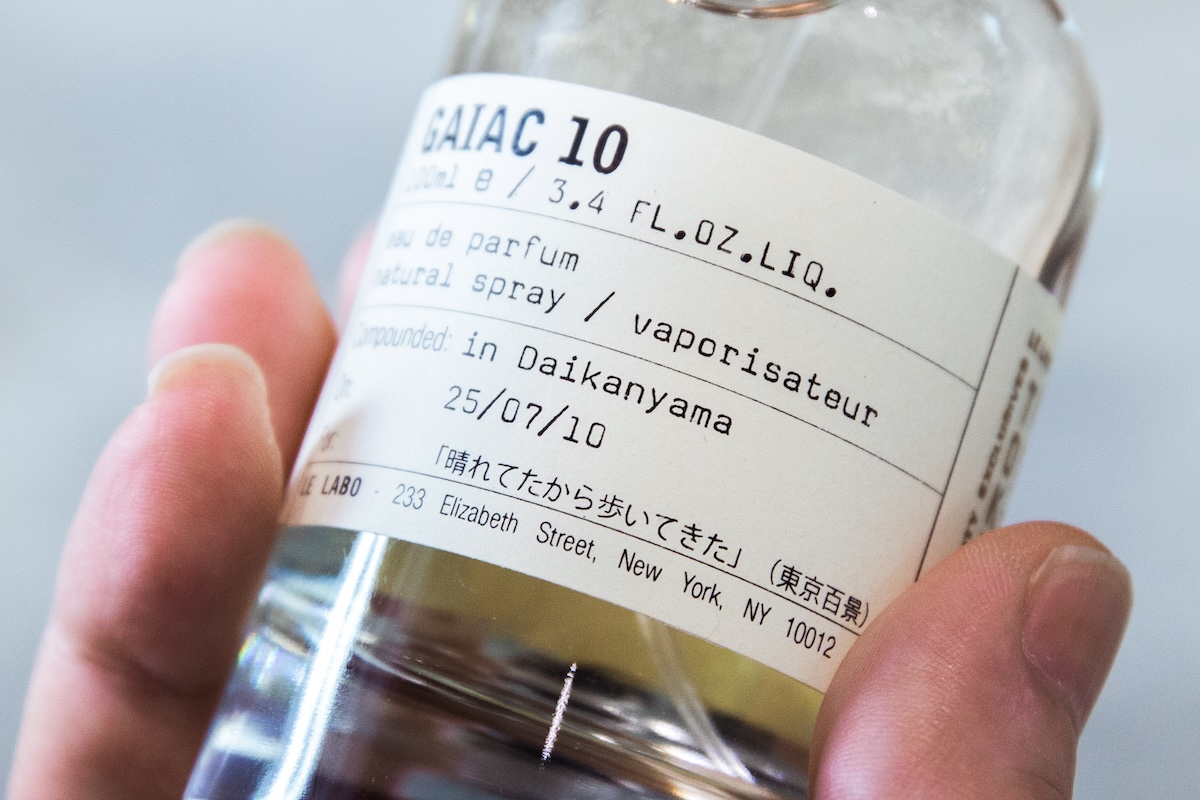 GAIAC 10
100ml e / 3.4 FL.OZ.LIQ.
eau de parfum
natural spray / vaporisateur
Compounded: in Daikanyama
On: 25/07/10
For: 「晴れてたから歩いてきた」 (東京百景)
LE LABO - 233 Elizabeth Street, New York, NY 10012